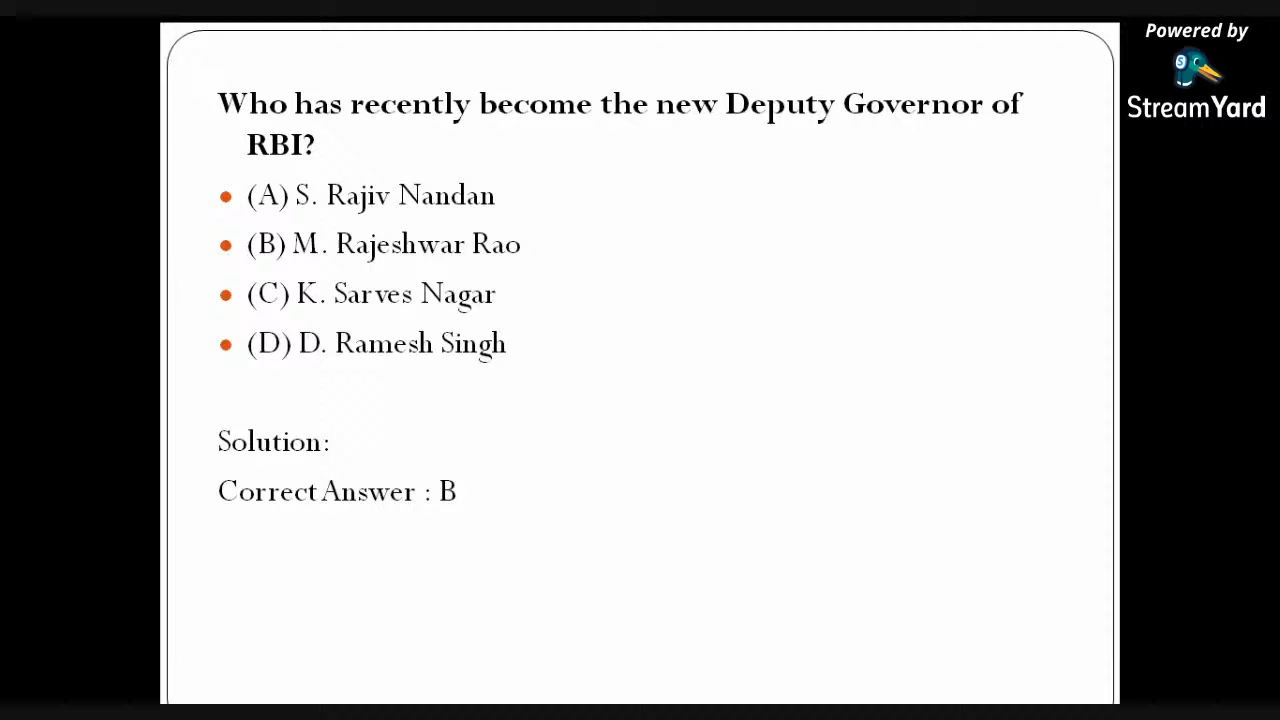 Powered by
StreamYard
Who has recently become the new Deputy Governor of
RBI?
(A) S. Rajiv Nandan
(B) M. Rajeshwar Rao
(C) K. Sarves Nagar
(D) D. Ramesh Singh
Solution:
Correct Answer : B